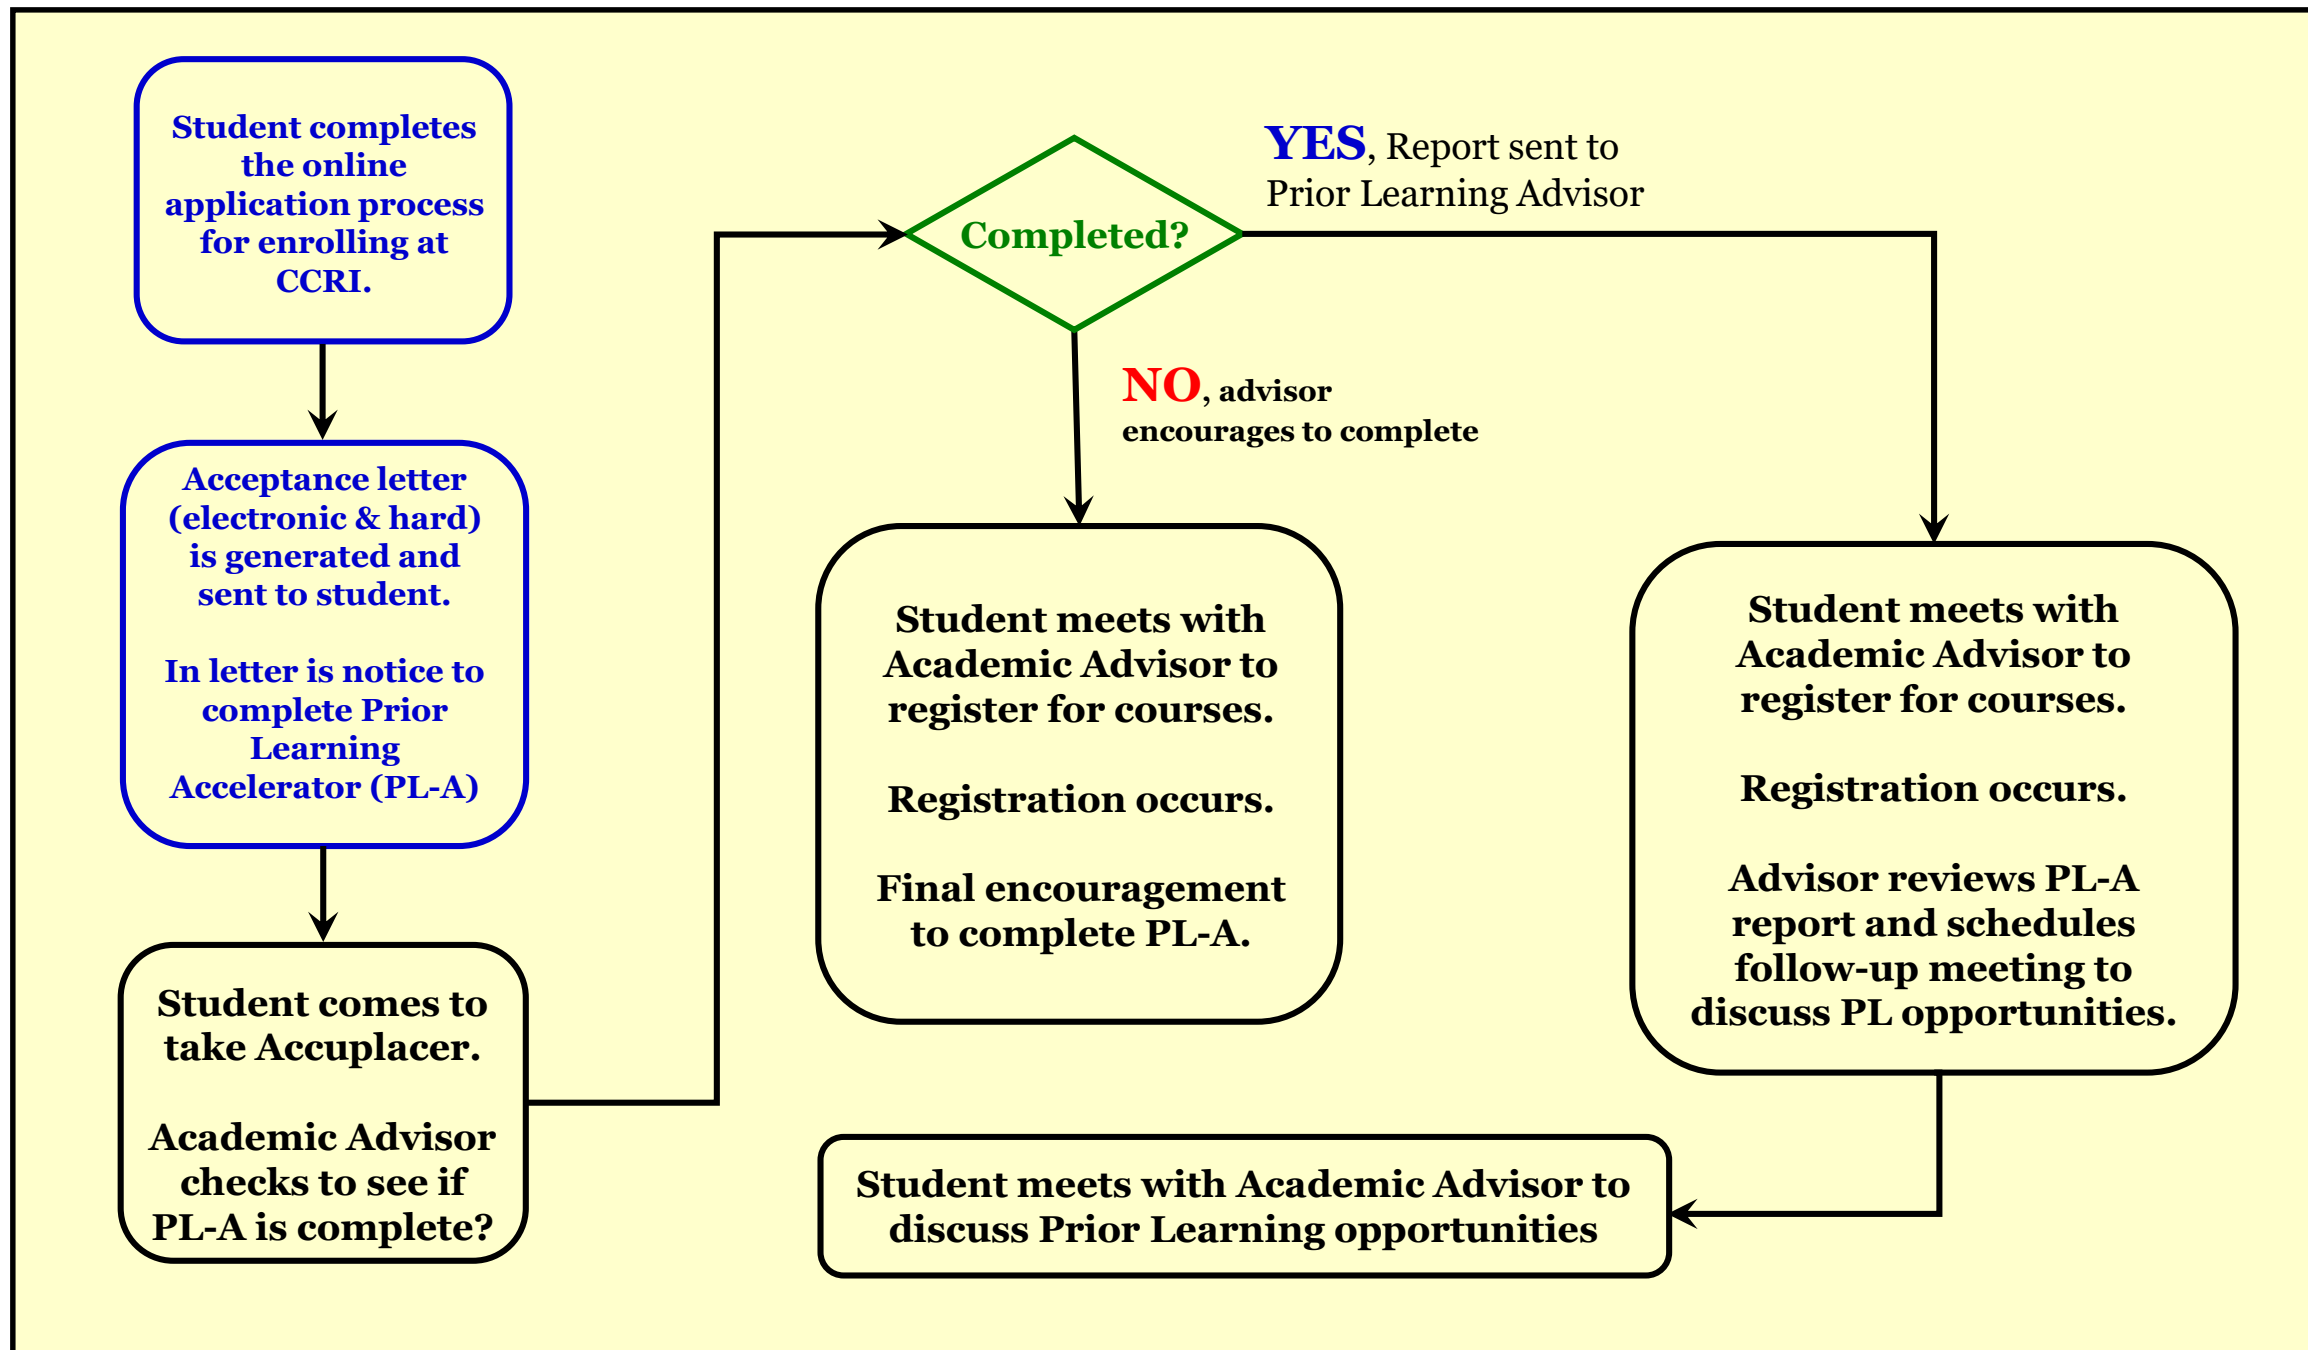 Student completes
the online
application process
for enrolling at
CCRI.
Acceptance letter
(electronic & hard)
is generated and
sent to student.
In letter is notice to
complete Prior
Learning
Accelerator (PL-A)
Student comes to
take Accuplacer.
Academic Advisor
checks to see if
PL-A is complete?
Completed?
YES, Report sent to
Prior Learning Advisor
NO, advisor
encourages to complete
Student meets with
Academic Advisor to
register for courses.
Registration occurs.
Final encouragement
to complete PL-A.
Student meets with
Academic Advisor to
register for courses.
Registration occurs.
Advisor reviews PL-A
report and schedules
follow-up meeting to
discuss PL opportunities.
Student meets with Academic Advisor to
discuss Prior Learning opportunities